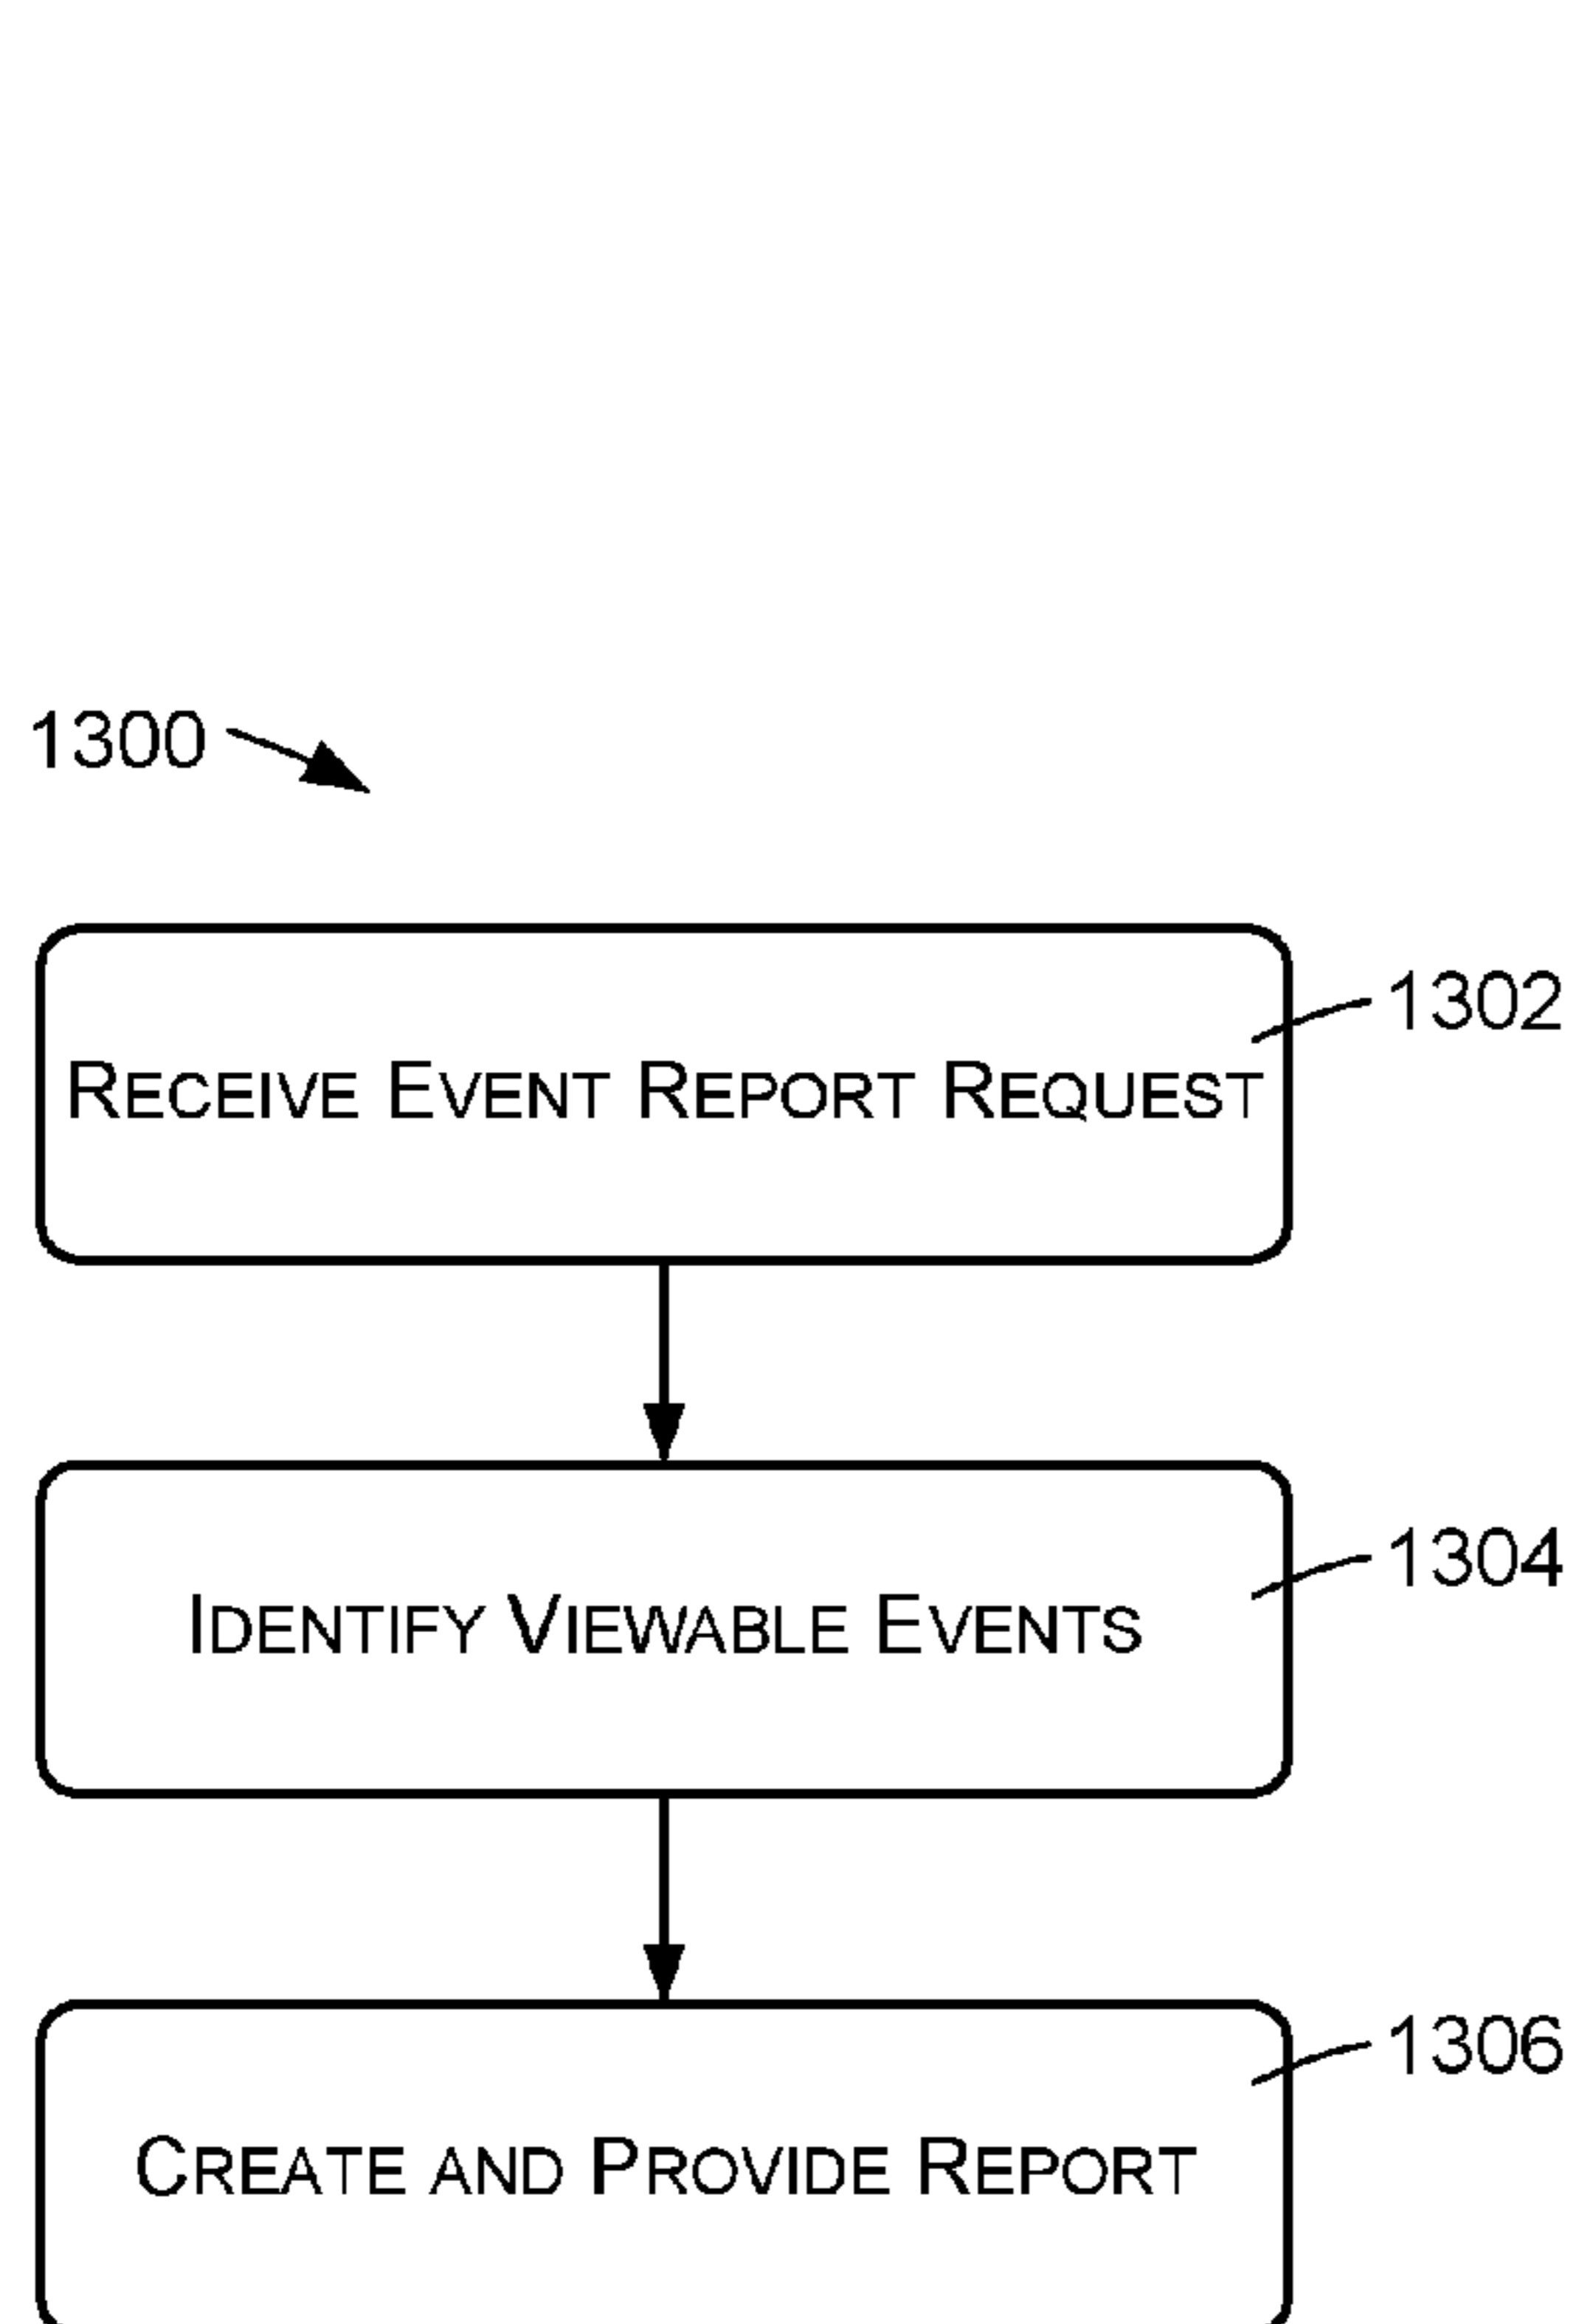 1300
1302
RECEIVE EVENT REPORT REQUEST
1304
IDENTIFY VIEWABLE EVENTS
1306
CREATE AND PROVIDE REPORT